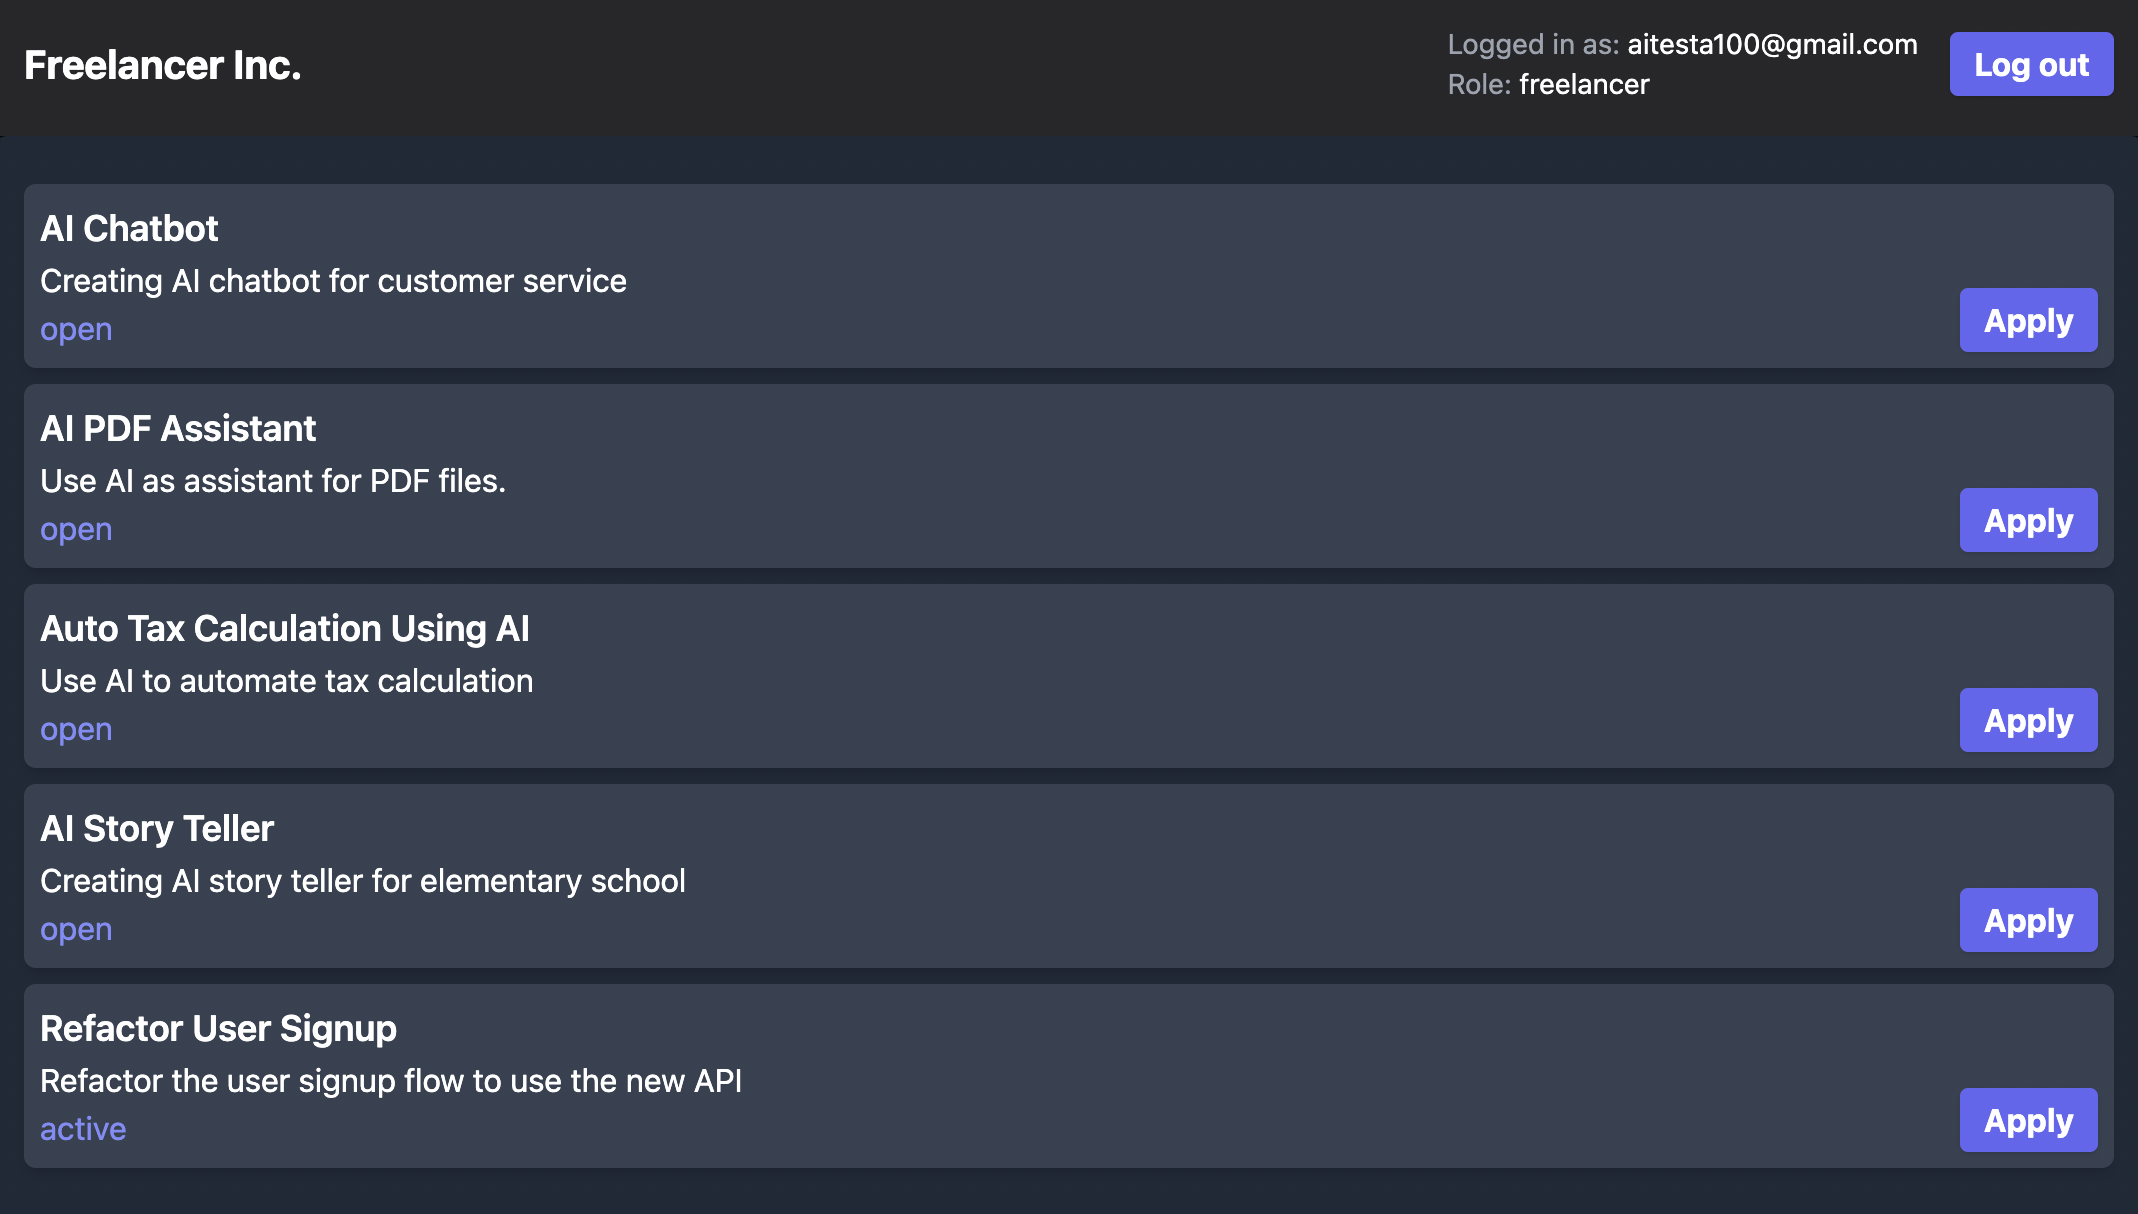 Freelancer Inc.
Logged in as: aitesta100@gmail.com
Role: freelancer
Log out
AI Chatbot
Creating AI chatbot for customer service
open
Apply
AI PDF Assistant
Use AI as assistant for PDF files.
open
Apply
Auto Tax Calculation Using AI
Use AI to automate tax calculation
open
Apply
AI Story Teller
Creating AI story teller for elementary school
open
Apply
Refactor User Signup
Refactor the user signup flow to use the new API
active
Apply